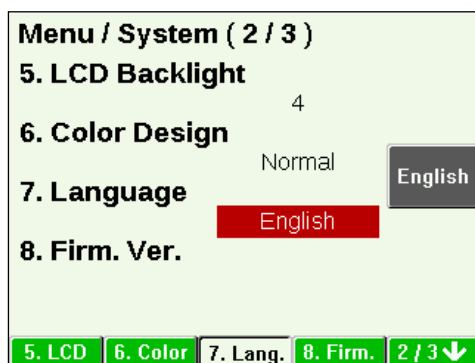 Menu / System ( 2 / 3 )
5. LCD Backlight
4
6. Color Design
Normal
English
7. Language
English
8. Firm. Ver.
5. LCD 6. Color 7. Lang. 8. Firm. 2 / 3